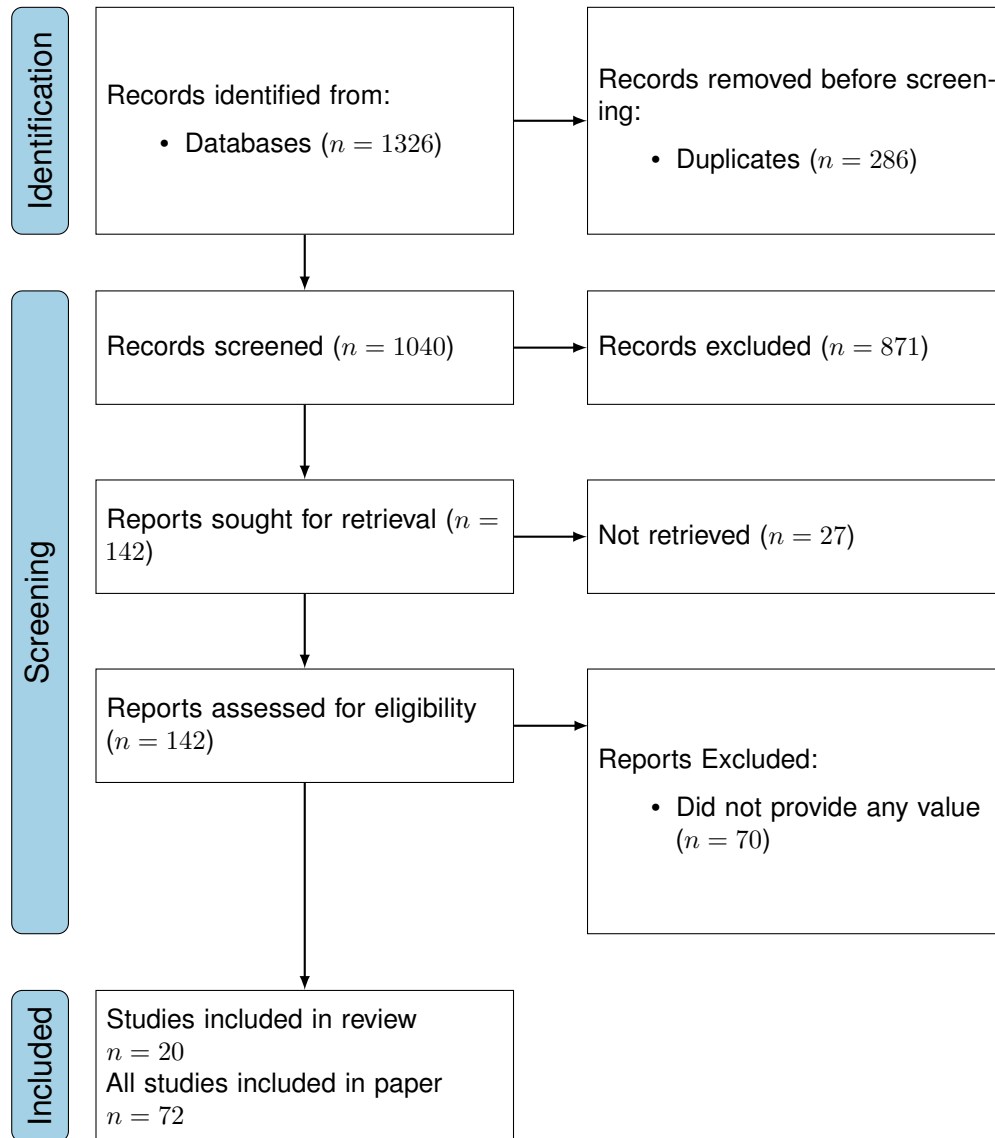 Identification
Records identified from:
• Databases (n = 1326)
Records removed before screen-
ing:
• Duplicates (n = 286)
Screening
Records screened (n = 1040)
Records excluded (n = 871)
Reports sought for retrieval (n =
142)
Not retrieved (n = 27)
Reports assessed for eligibility
(n = 142)
Reports Excluded:
• Did not provide any value
(n = 70)
Included
Studies included in review
n = 20
All studies included in paper
n = 72